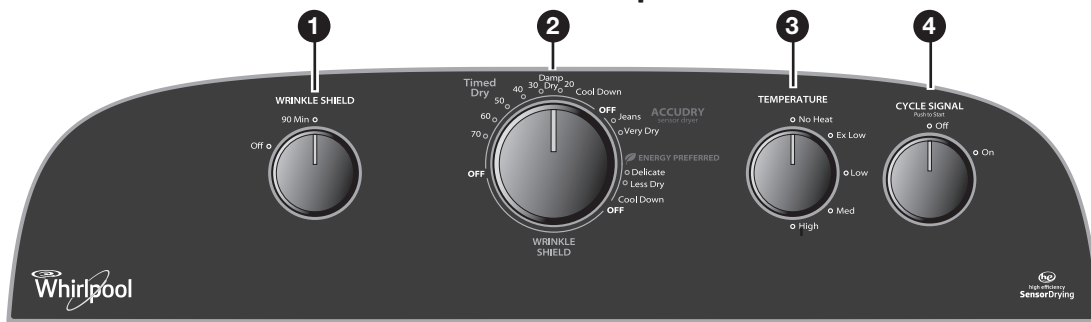 1
2
3
4
WRINKLE SHIELD
90 Min
Off
Timed
Dry
70
60
50
40
30
Damp
Dry
20
Cool Down
OFF
ACCUDRY
sensor dryer
Jeans
Very Dry
ENERGY PREFERRED
Delicate
Less Dry
Cool Down
OFF
OFF
WRINKLE
SHIELD
TEMPERATURE
No Heat
Ex Low
Low
Med
High
CYCLE SIGNAL
Push to Start
Off
On
Whirlpool
he
high efficiency
SensorDrying